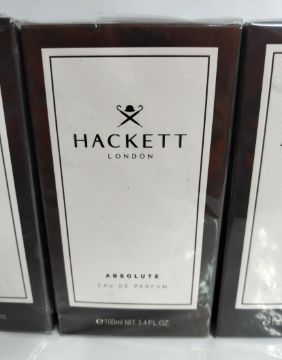 HACKETT
LONDON
ABSOLUTE
EAU DE PARFUM
℮100ml NET 3.4 FL.OZ.